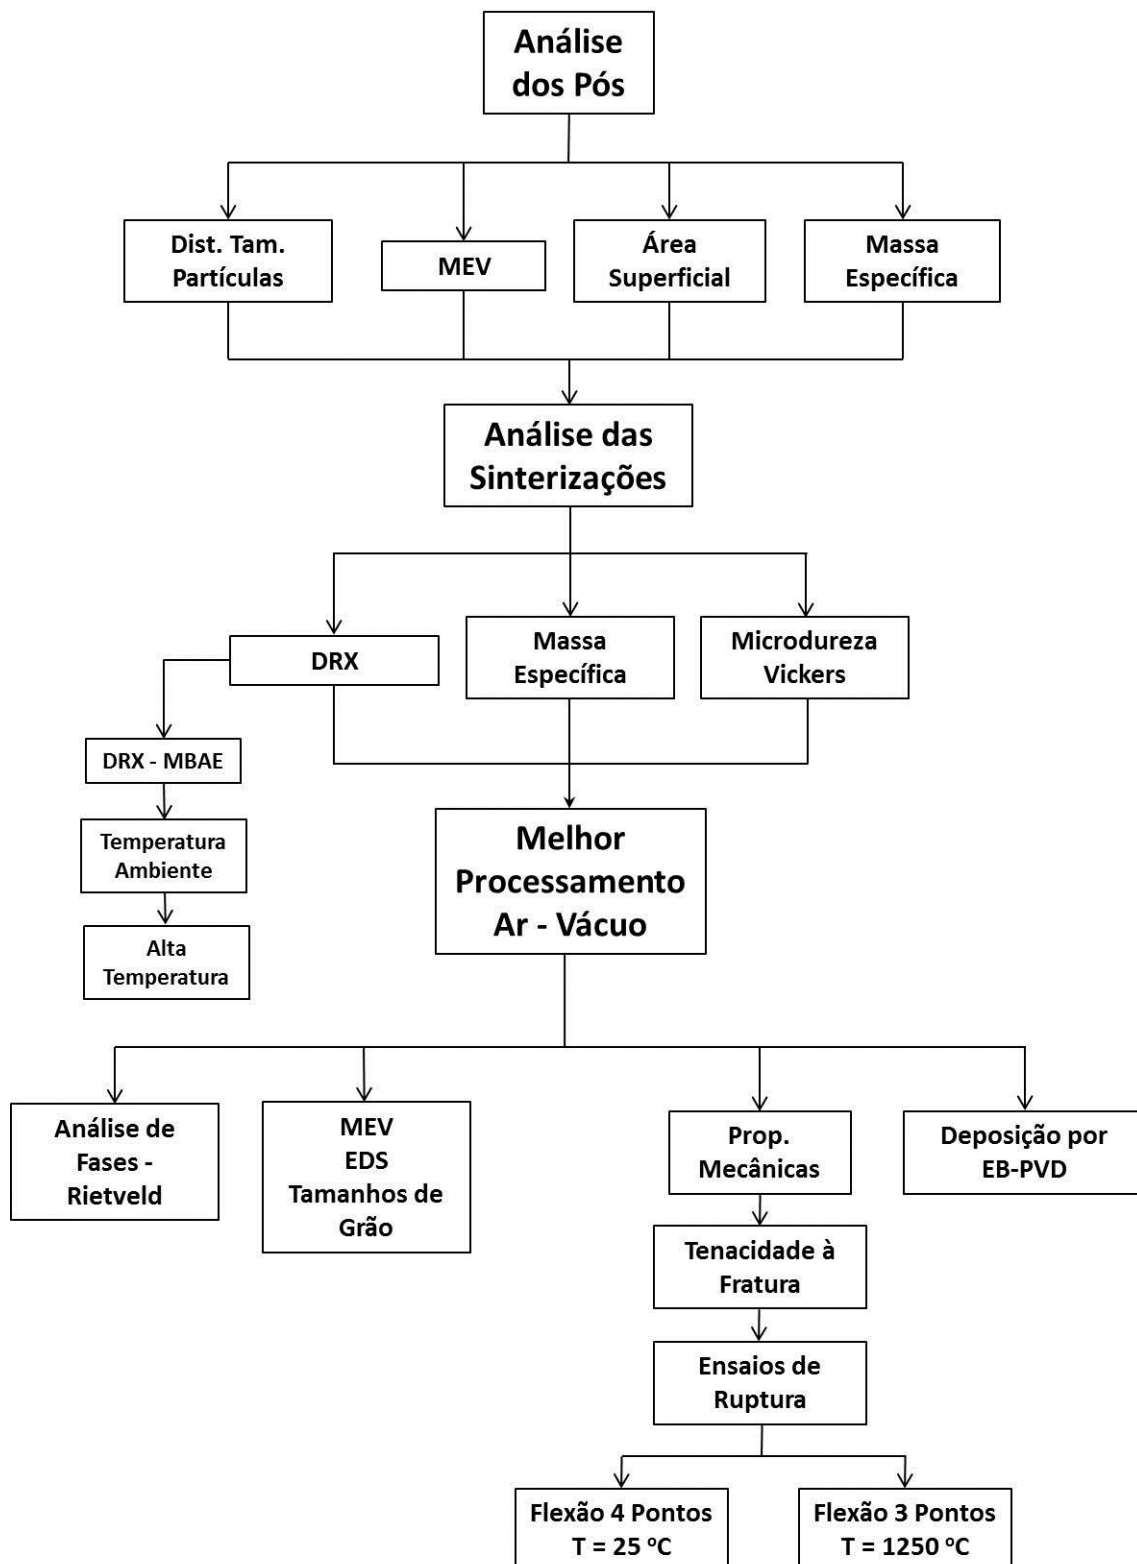 Análise
dos Pós
Dist. Tam.
Partículas
MEV
Área
Superficial
Massa
Específica
Análise das
Sinterizações
DRX
Massa
Específica
Microdureza
Vickers
DRX - MBAE
Temperatura
Ambiente
Alta
Temperatura
Melhor
Processamento
Ar - Vácuo
Análise de
Fases -
Rietveld
MEV
EDS
Tamanhos de
Grão
Prop.
Mecânicas
Deposição por
EB-PVD
Tenacidade à
Fratura
Ensaios de
Ruptura
Flexão 4 Pontos
T = 25 ºC
Flexão 3 Pontos
T = 1250 ºC